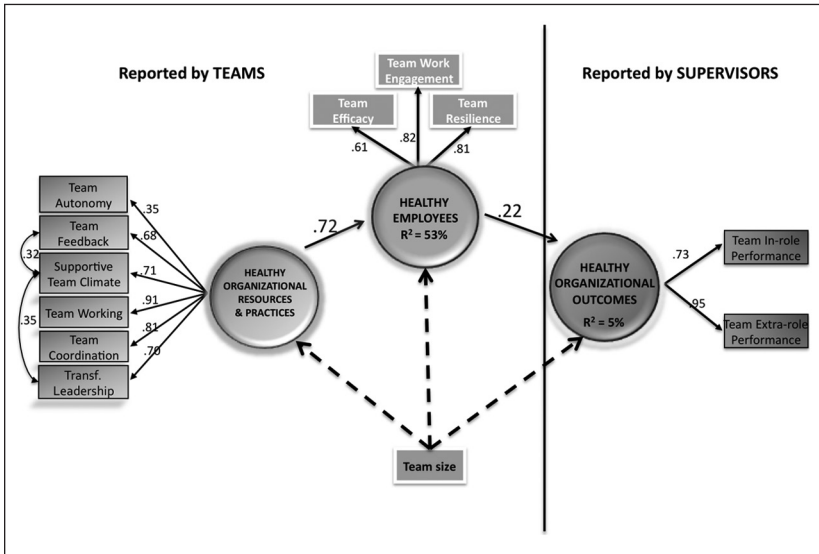 Reported by TEAMS
Reported by SUPERVISORS
Team Work
Engagement
Team
Efficacy
Team
Resilience
.61
.82
.81
Team
Autonomy
Team
Feedback
Supportive
Team Climate
Team Working
Team
Coordination
Transf.
Leadership
.32
.35
.35
.68
.71
.91
.81
.70
HEALTHY
ORGANIZATIONAL
RESOURCES
& PRACTICES
.72
HEALTHY
EMPLOYEES
R² = 53%
.22
HEALTHY
ORGANIZATIONAL
OUTCOMES
R² = 5%
.73
.95
Team In-role
Performance
Team Extra-role
Performance
Team size